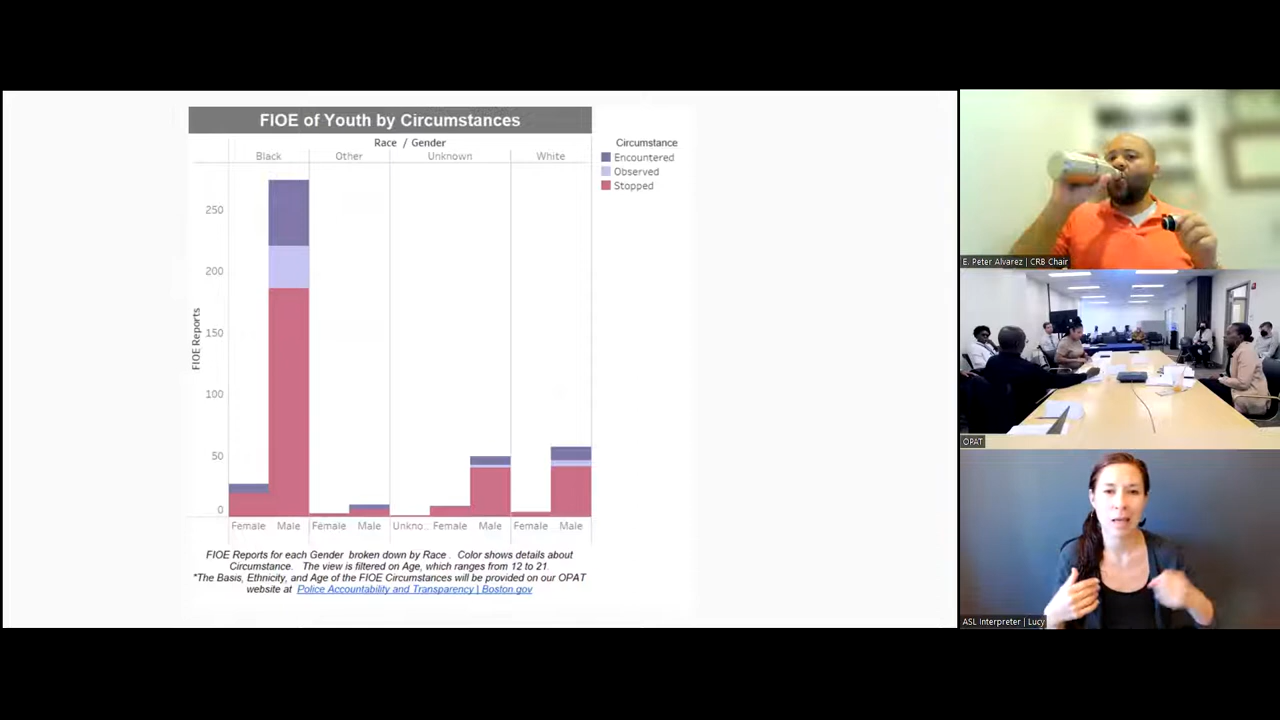 FIOE of Youth by Circumstances
Race / Gender
Black
Other
Unknown
White
Circumstance
Encountered
Observed
Stopped
FIOE Reports
250
200
150
100
50
0
Female
Male
Female
Male
Unkno..
Female
Male
Female
Male
FIOE Reports for each Gender broken down by Race . Color shows details about
Circumstance. The view is filtered on Age, which ranges from 12 to 21.
*The Basis, Ethnicity, and Age of the FIOE Circumstances will be provided on our OPAT
website at Police Accountability and Transparency | Boston.gov
E. Peter Alvarez | CRB Chair
OPAT
ASL Interpreter | Lucy